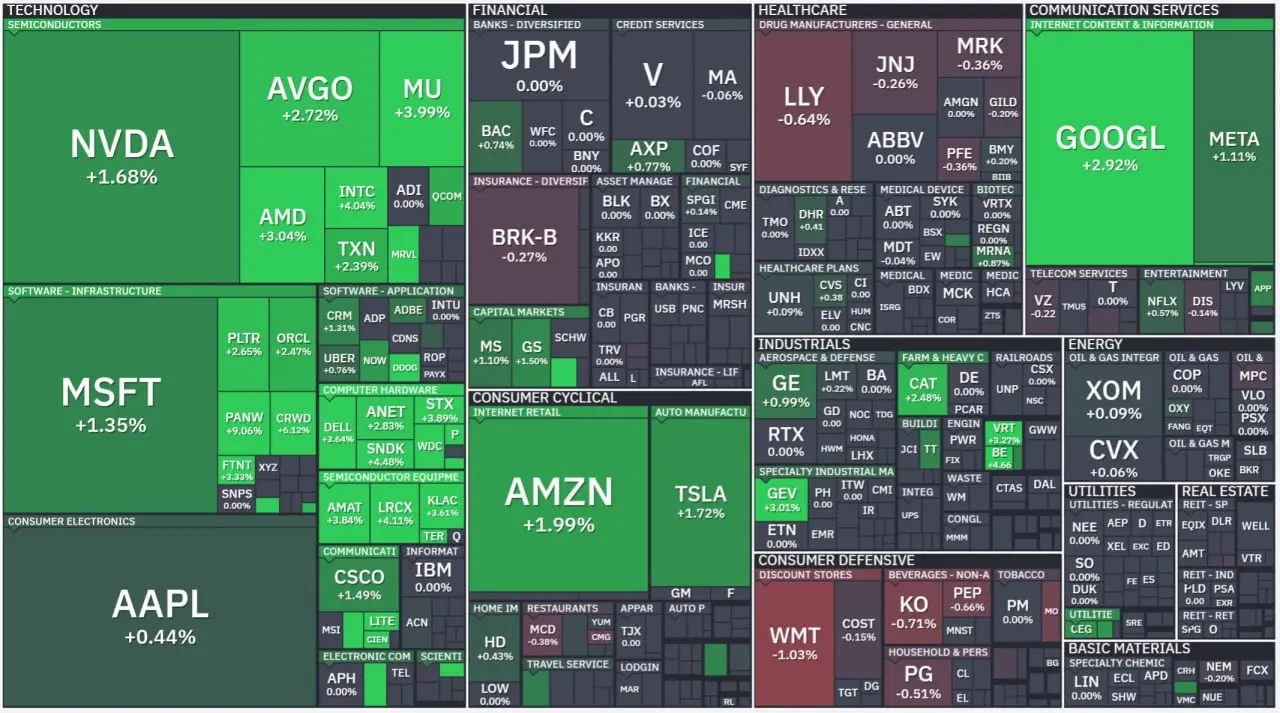 TECHNOLOGY
SEMICONDUCTORS
NVDA
+1.68%
AVGO
+2.72%
MU
+3.99%
AMD
+3.04%
INTC
+4.04%
ADI
0.00%
QCOM
TXN
+2.39%
MRVL
SOFTWARE - INFRASTRUCTURE
MSFT
+1.35%
PLTR
+2.65%
ORCL
+2.47%
PANW
+9.06%
CRWD
+6.12%
FTNT
+3.33%
XYZ
SNPS
0.00%
SOFTWARE - APPLICATION
CRM
+1.31%
ADP
ADBE
INTU
0.00%
CDNS
UBER
+0.76%
NOW
DDOG
ROP
PAYX
COMPUTER HARDWARE
DELL
+3.64%
ANET
+2.83%
STX
+3.89%
SNDK
+4.48%
WDC
P
SEMICONDUCTOR EQUIPME
AMAT
+3.84%
LRCX
+4.11%
KLAC
+3.61%
TER
Q
CONSUMER ELECTRONICS
AAPL
+0.44%
COMMUNICATI
CSCO
+1.49%
MSI
LITE
CIEN
INFORMAT
IBM
0.00%
ACN
ELECTRONIC COM
APH
0.00%
TEL
SCIENTI
FINANCIAL
BANKS - DIVERSIFIED
JPM
0.00%
BAC
+0.74%
WFC
0.00%
C
0.00%
BNY
0.00%
CREDIT SERVICES
V
+0.03%
MA
-0.06%
AXP
+0.77%
COF
0.00%
SYF
INSURANCE - DIVERSIF
BRK-B
-0.27%
ASSET MANAGE
BLK
0.00%
BX
0.00%
KKR
0.00
APO
0.00
FINANCIAL
SPGI
+0.14%
CME
ICE
0.00
MCO
0.00
CAPITAL MARKETS
MS
+1.10%
GS
+1.50%
SCHW
INSURAN
CB
0.00
PGR
TRV
0.00
ALL
L
BANKS -
USB
PNC
INSUR
MRSH
INSURANCE - LIF
AFL
CONSUMER CYCLICAL
INTERNET RETAIL
AMZN
+1.99%
AUTO MANUFACTU
TSLA
+1.72%
GM
F
HOME IM
HD
+0.43%
LOW
0.00%
RESTAURANTS
MCD
-0.38%
YUM
CMG
TRAVEL SERVICE
APPAR
TJX
0.00
LODGIN
MAR
AUTO P
RL
HEALTHCARE
DRUG MANUFACTURERS - GENERAL
LLY
-0.64%
JNJ
-0.26%
MRK
-0.36%
ABBV
0.00%
AMGN
0.00%
GILD
-0.20%
PFE
-0.36%
BMY
+0.20%
BIIB
DIAGNOSTICS & RESE
TMO
0.00%
DHR
+0.41
A
0.00
IDXX
MEDICAL DEVICE
ABT
0.00%
SYK
0.00%
BSX
MDT
-0.04%
EW
BIOTEC
VRTX
0.00%
REGN
0.00%
MRNA
+0.87%
HEALTHCARE PLANS
UNH
+0.09%
CVS
+0.38
CI
0.00
ELV
0.00
HUM
CNC
MEDICAL
ISRG
BDX
MEDIC
MCK
COR
MEDIC
HCA
ZTS
COMMUNICATION SERVICES
INTERNET CONTENT & INFORMATION
GOOGL
+2.92%
META
+1.11%
TELECOM SERVICES
VZ
-0.22
TMUS
T
0.00%
ENTERTAINMENT
NFLX
+0.57%
DIS
-0.14%
LYV
APP
INDUSTRIALS
AEROSPACE & DEFENSE
GE
+0.99%
LMT
+0.22%
BA
0.00%
RTX
0.00%
GD
0.00
NOC
TDG
HWM
HONA
LHX
FARM & HEAVY C
CAT
+2.48%
DE
0.00%
PCAR
RAILROADS
UNP
CSX
0.00%
NSC
BUILDI
JCI
TT
ENGIN
PWR
FIX
VRT
+3.27%
BE
+4.66
GWW
SPECIALTY INDUSTRIAL MA
GEV
+3.01%
PH
0.00
ITW
0.00
CMI
IR
ETN
0.00%
EMR
INTEG
UPS
WASTE
WM
CTAS
DAL
CONGL
MMM
CONSUMER DEFENSIVE
DISCOUNT STORES
WMT
-1.03%
COST
-0.15%
TGT
DG
BEVERAGES - NON-A
KO
-0.71%
PEP
-0.66%
MNST
TOBACCO
PM
0.00%
MO
HOUSEHOLD & PERS
PG
-0.51%
CL
EL
BG
ENERGY
OIL & GAS INTEGR
XOM
+0.09%
CVX
+0.06%
OIL & GAS
COP
0.00%
OXY
FANG
EQT
OIL &
MPC
VLO
0.00%
PSX
0.00%
OIL & GAS M
TRGP
OKE
SLB
BKR
UTILITIES
UTILITIES - REGULAT
NEE
0.00%
AEP
D
ETR
XEL
EXC
ED
SO
0.00%
DUK
0.00%
FE
ES
UTILITIE
CEG
SRE
REAL ESTATE
REIT - SP
EQIX
DLR
AMT
WELL
VTR
REIT - IND
PLD
0.00
PSA
EXR
REIT - RET
SPG
O
BASIC MATERIALS
SPECIALTY CHEMIC
LIN
0.00%
ECL
APD
SHW
CRH
VMC
NEM
-0.20%
NUE
FCX